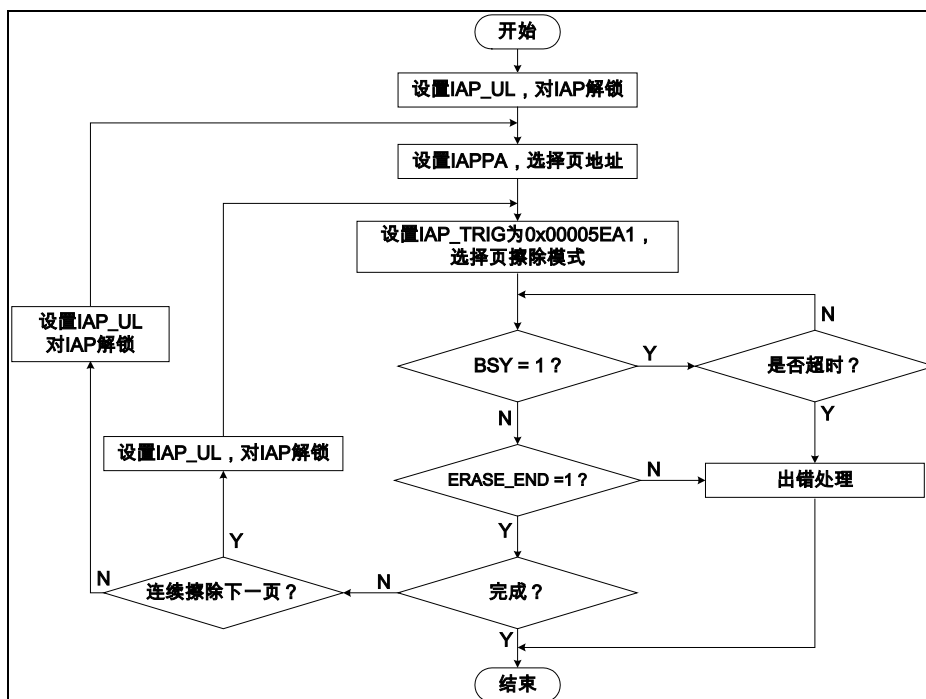 开始
设置IAP_UL，对IAP解锁
设置IAPPA，选择页地址
设置IAP_TRIG为0x00005EA1，
选择页擦除模式
设置IAP_UL
对IAP解锁
N
BSY = 1？
Y
是否超时？
N
Y
设置IAP_UL，对IAP解锁
ERASE_END =1？
N
出错处理
Y
Y
N
连续擦除下一页？
N
完成？
Y
结束